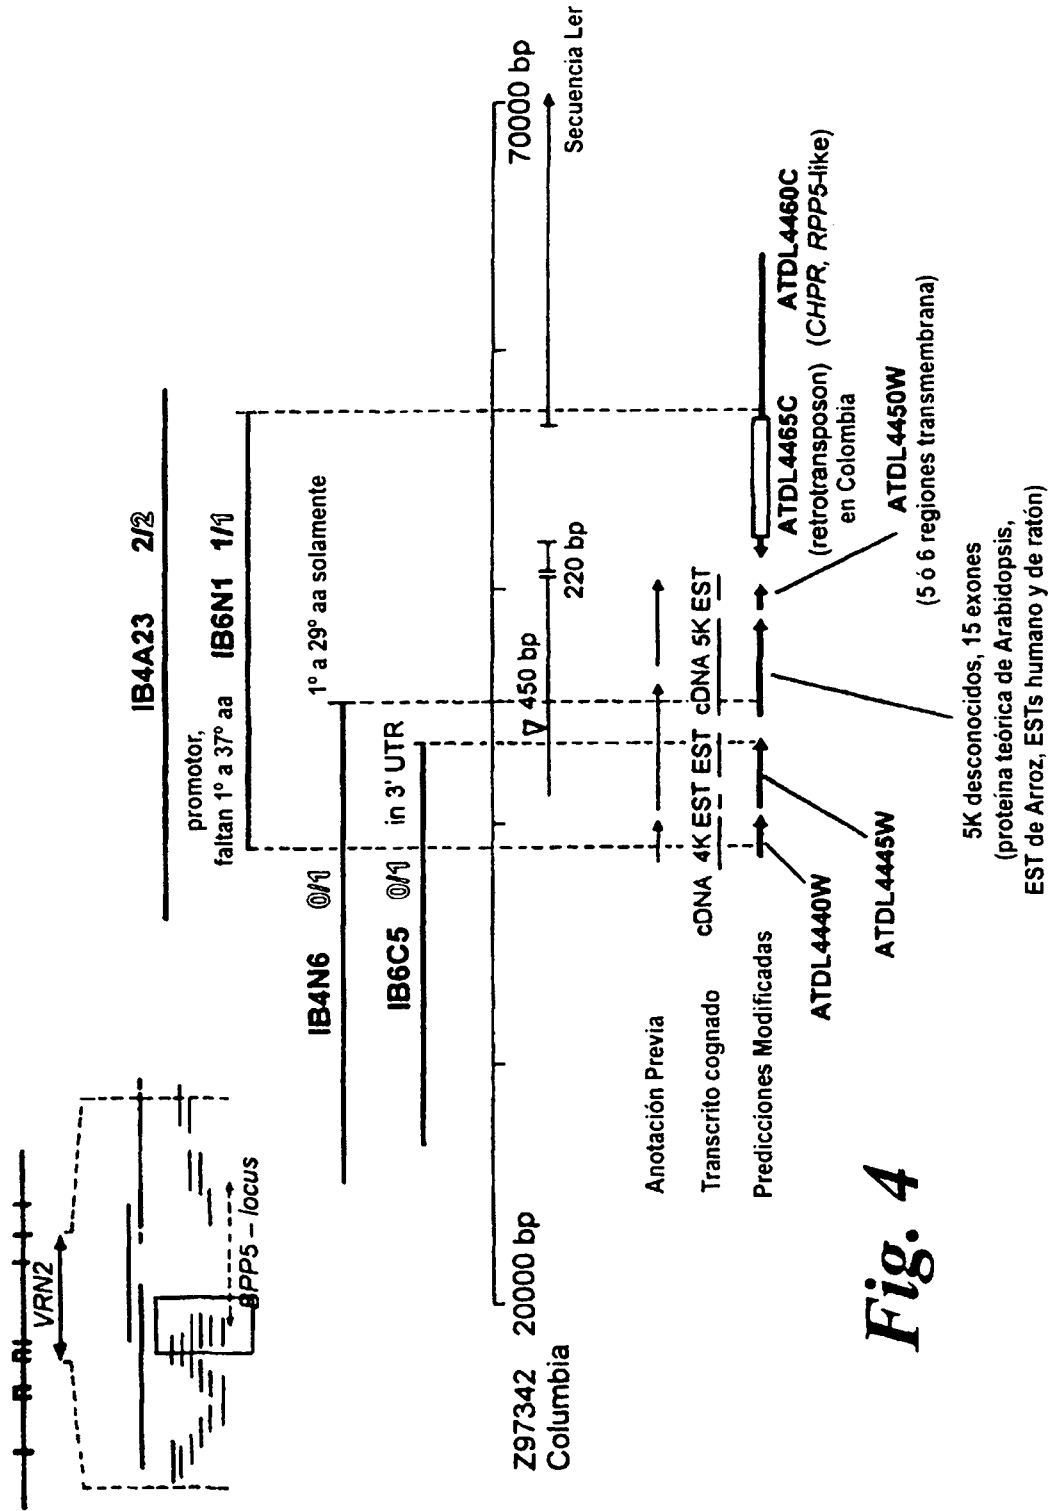 VRN2
BPP5 – locus
IB4A23 2/2
promotor,
faltan 1º a 37º aa IB6N1 1/1
IB4N6 0/1 1º a 29º aa solamente
IB6C5 0/1 in 3' UTR
Z97342 20000 bp 70000 bp
Columbia
450 bp
220 bp
Secuencia Ler
Anotación Previa
Transcrito cognado cDNA 4K EST EST cDNA 5K EST
Predicciones Modificadas
ATDL4440W
ATDL4445W
ATDL4465C ATDL4460C
(retrotransposon) (CHPR, RPP5-like)
en Colombia
ATDL4450W
(5 ó 6 regiones transmembrana)
5K desconocidos, 15 exones
(proteína teórica de Arabidopsis,
EST de Arroz, ESTs humano y de ratón)
Fig. 4